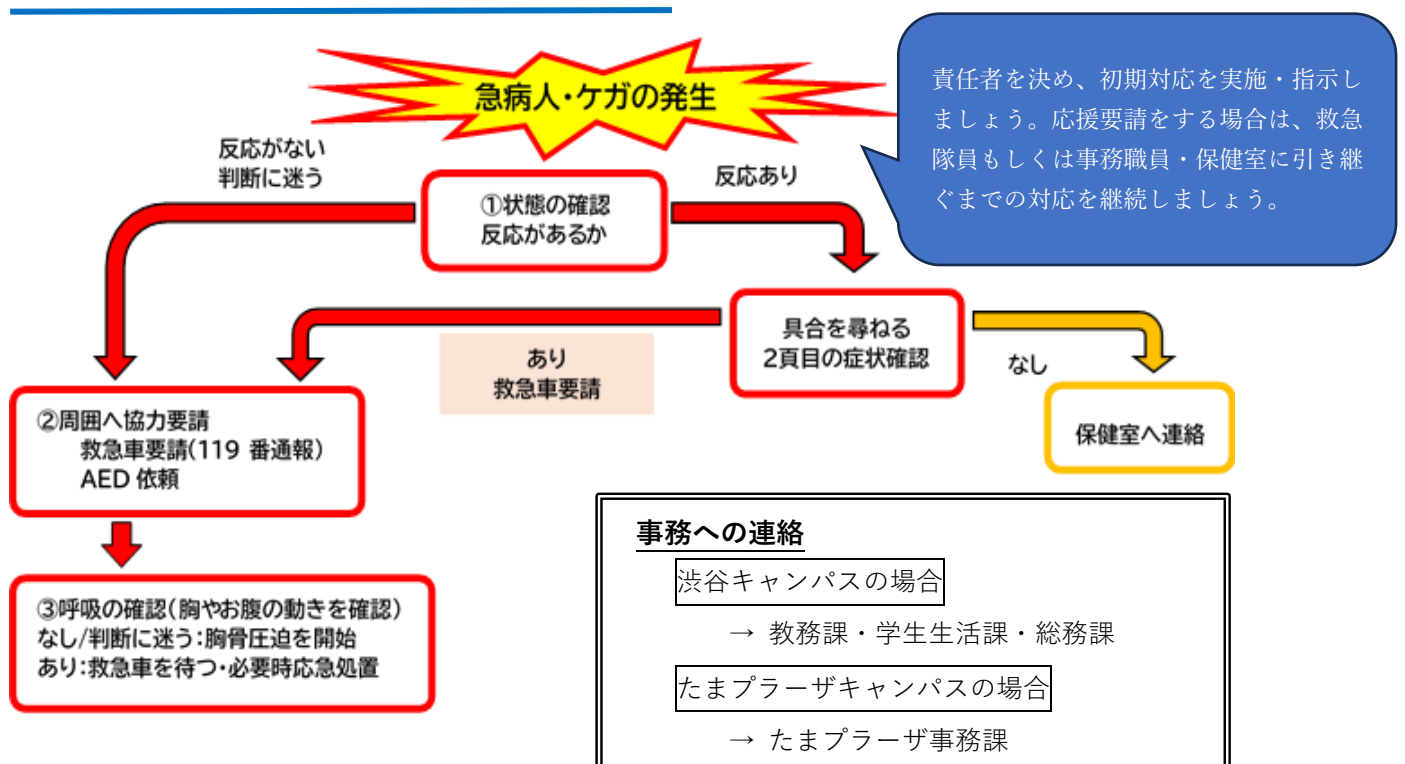 急病人・ケガの発生
責任者を決め、初期対応を実施・指示し
ましょう。応援要請をする場合は、救急
隊員もしくは事務職員・保健室に引き継
ぐまでの対応を継続しましょう。
反応がない
判断に迷う
反応あり
①状態の確認
反応があるか
具合を尋ねる
2頁目の症状確認
あり
救急車要請
なし
保健室へ連絡
②周囲へ協力要請
救急車要請(119 番通報)
AED 依頼
③呼吸の確認(胸やお腹の動きを確認)
なし/判断に迷う:胸骨圧迫を開始
あり:救急車を待つ・必要時応急処置
事務への連絡
渋谷キャンパスの場合
→ 教務課・学生生活課・総務課
たまプラーザキャンパスの場合
→ たまプラーザ事務課